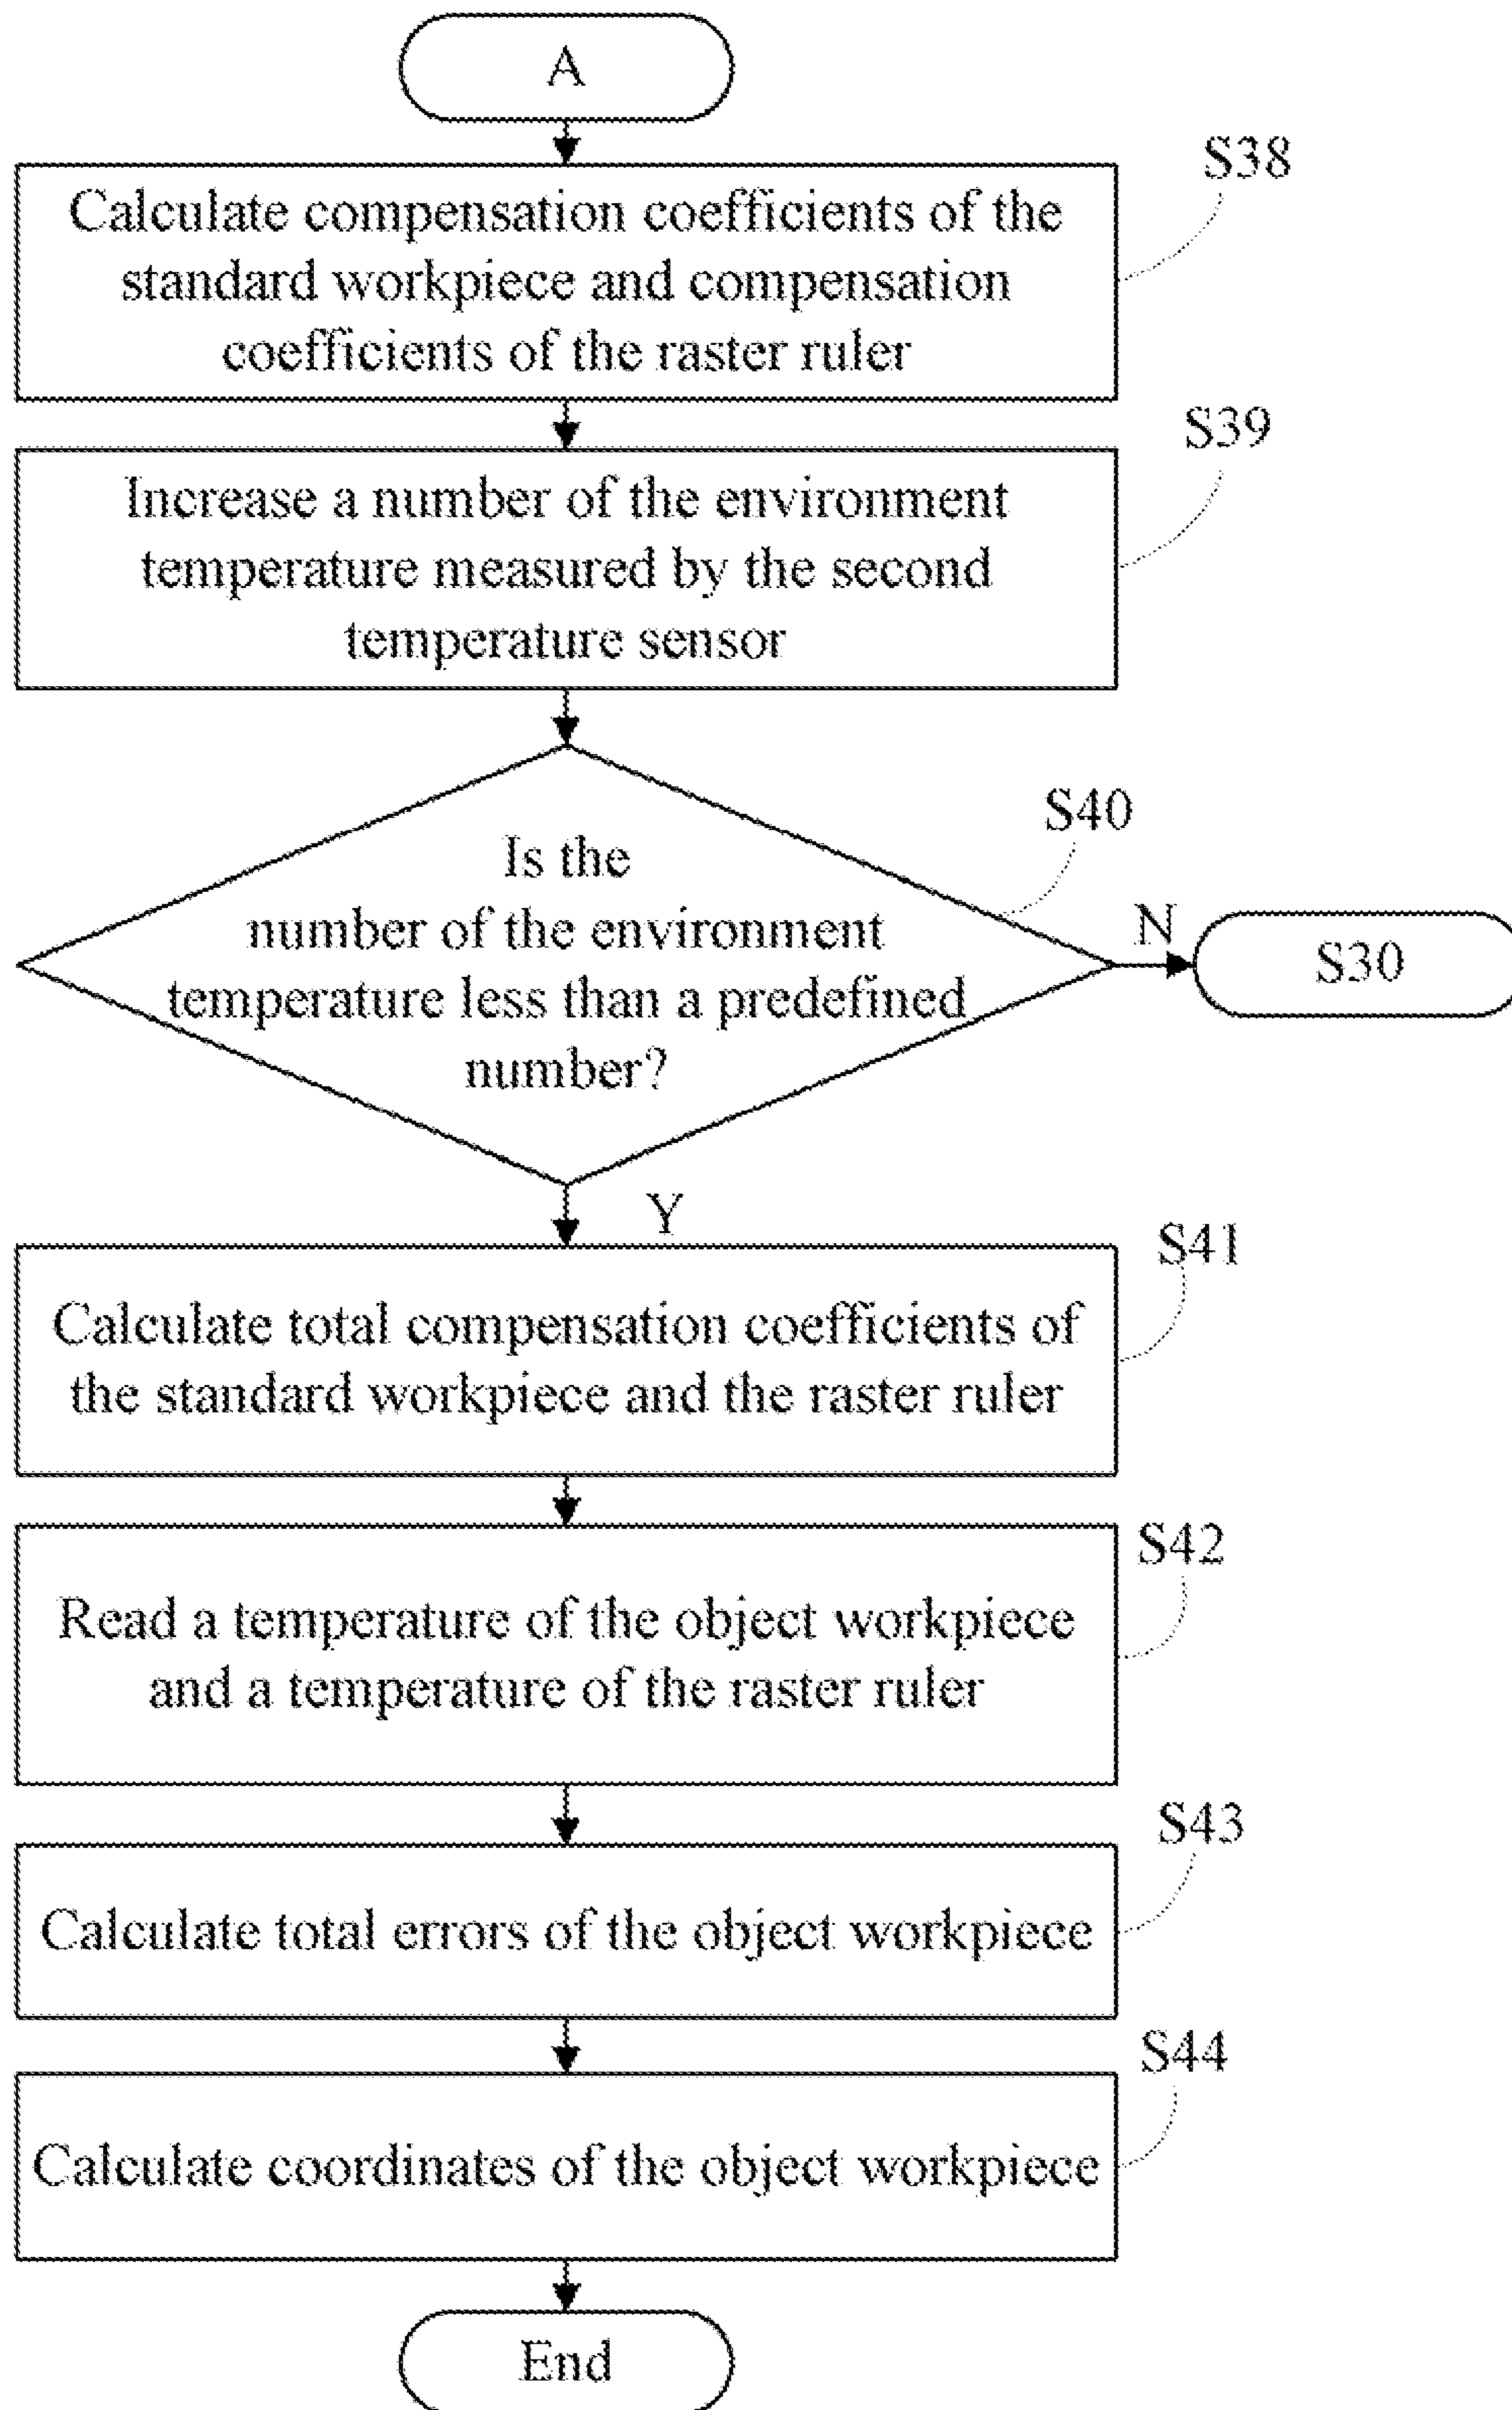 A
S38
Calculate compensation coefficients of the
standard workpiece and compensation
coefficients of the raster ruler
S39
Increase a number of the environment
temperature measured by the second
temperature sensor
S40
Is the
number of the environment
temperature less than a predefined
number?
N
S30
Y
S41
Calculate total compensation coefficients of
the standard workpiece and the raster ruler
S42
Read a temperature of the object workpiece
and a temperature of the raster ruler
S43
Calculate total errors of the object workpiece
S44
Calculate coordinates of the object workpiece
End